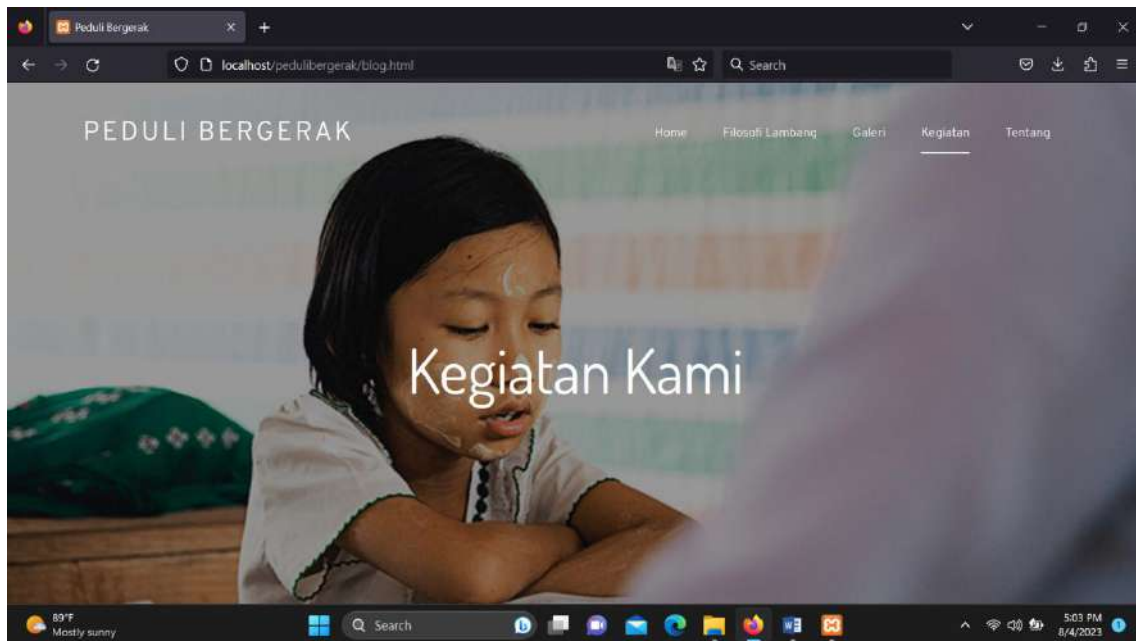 Peduli Bergerak
localhost/pedulibergerak/blog.html
Search
PEDULI BERGERAK
Home Filosofi Lambang Galeri Kegiatan Tentang
Kegiatan Kami
89°F
Mostly sunny
Search
5:03 PM
8/4/2023
1